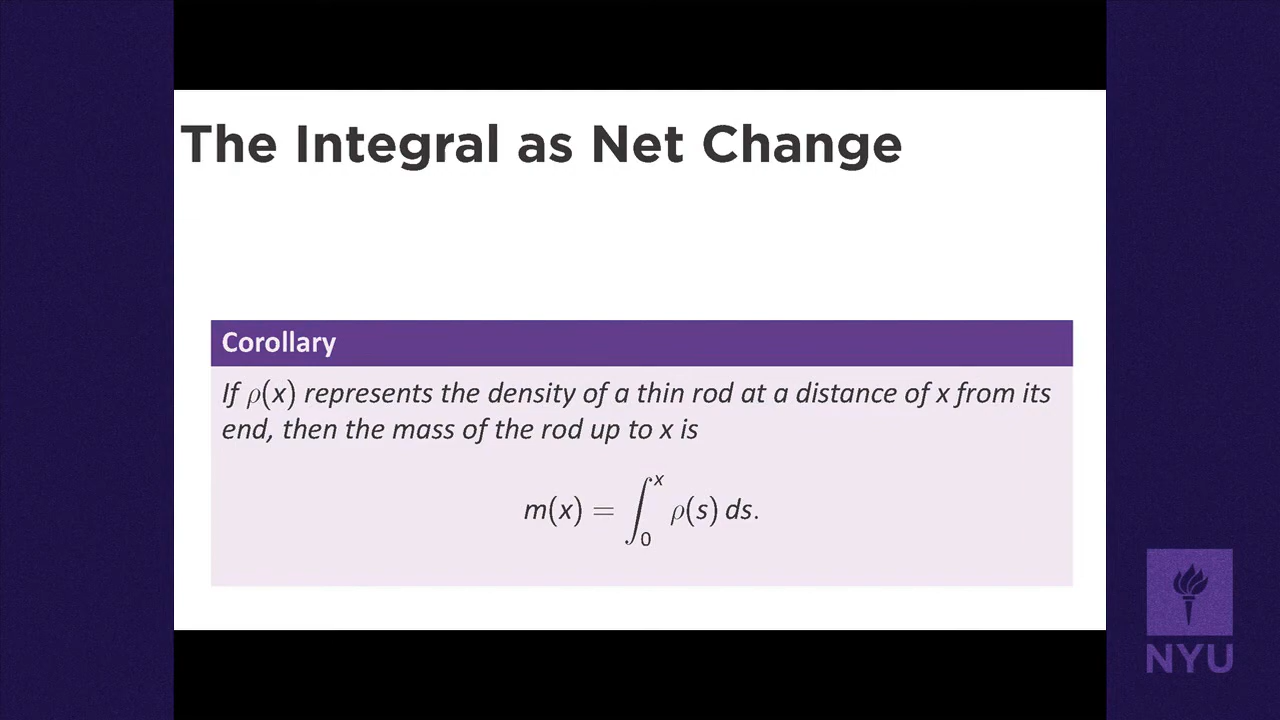 The Integral as Net Change
Corollary
If ρ(x) represents the density of a thin rod at a distance of x from its
end, then the mass of the rod up to x is
m(x) = ∫₀ˣ ρ(s) ds.
NYU